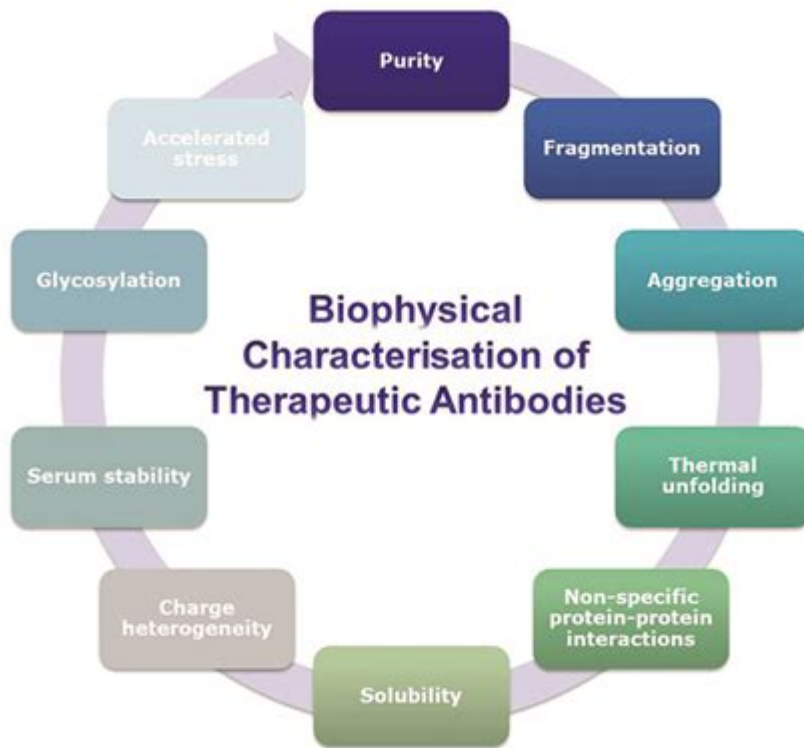 Purity
Fragmentation
Aggregation
Thermal
unfolding
Non-specific
protein-protein
interactions
Solubility
Charge
heterogeneity
Serum stability
Glycosylation
Accelerated
stress
Biophysical
Characterisation of
Therapeutic Antibodies